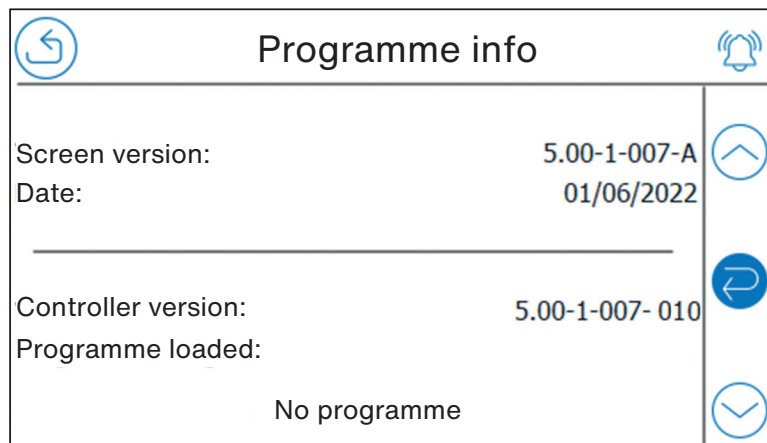 Programme info
Screen version: 5.00-1-007-A
Date: 01/06/2022
Controller version: 5.00-1-007- 010
Programme loaded:
No programme